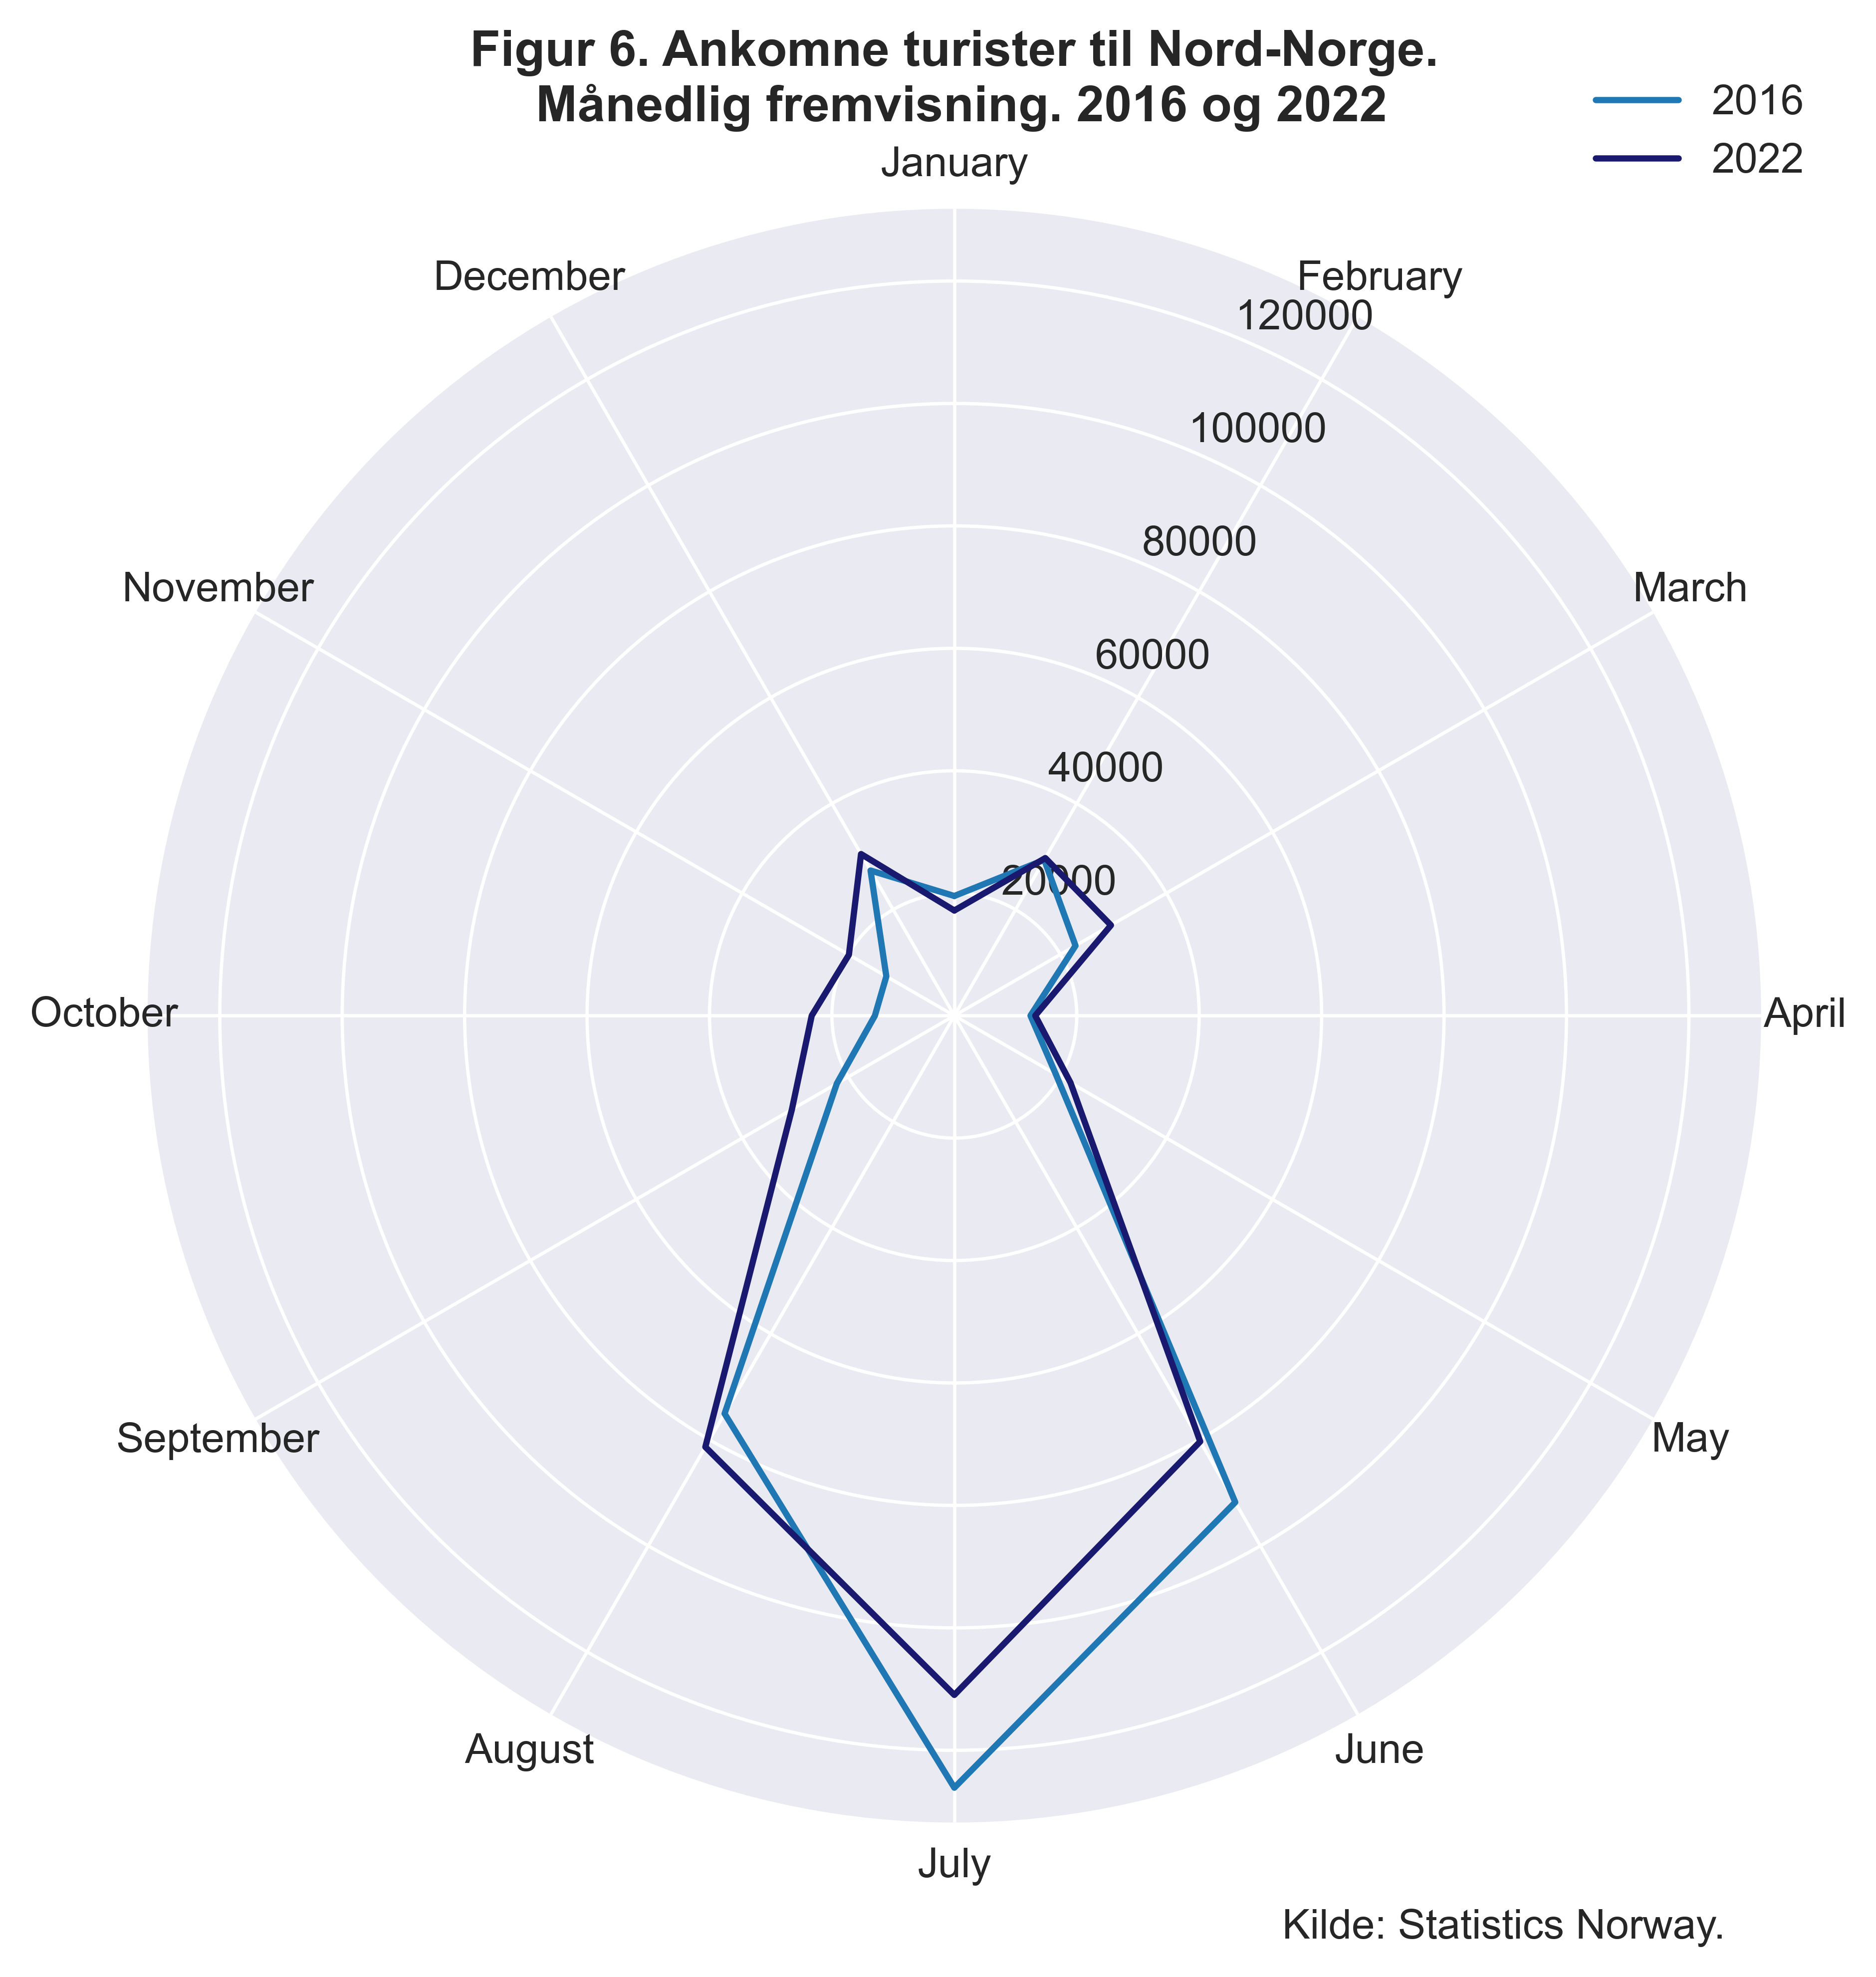 Figur 6. Ankomne turister til Nord-Norge.
Månedlig fremvisning. 2016 og 2022
2016
2022
January
February
March
April
May
June
July
August
September
October
November
December
120000
100000
80000
60000
40000
20000
Kilde: Statistics Norway.